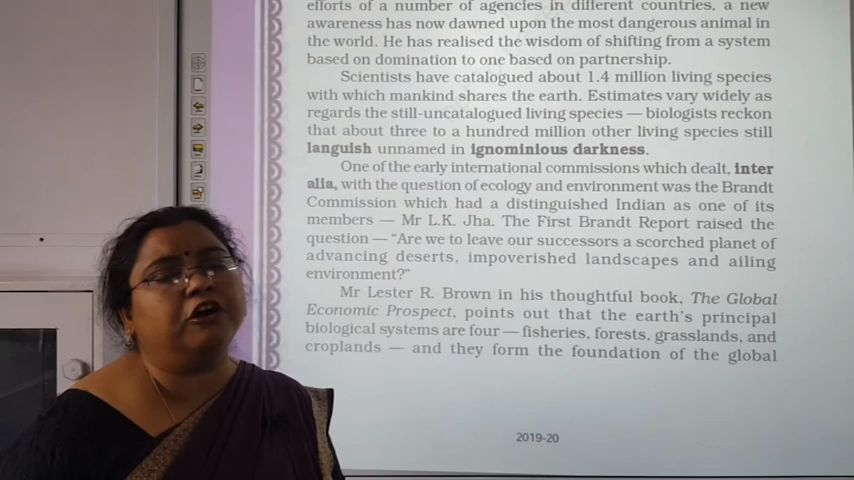 efforts of a number of agencies in different countries, a new
awareness has now dawned upon the most dangerous animal in
the world. He has realised the wisdom of shifting from a system
based on domination to one based on partnership.
Scientists have catalogued about 1.4 million living species
with which mankind shares the earth. Estimates vary widely as
regards the still-uncatalogued living species — biologists reckon
that about three to a hundred million other living species still
languish unnamed in ignominious darkness.
One of the early international commissions which dealt, inter
alia, with the question of ecology and environment was the Brandt
Commission which had a distinguished Indian as one of its
members — Mr L.K. Jha. The First Brandt Report raised the
question — “Are we to leave our successors a scorched planet of
advancing deserts, impoverished landscapes and ailing
environment?”
Mr Lester R. Brown in his thoughtful book, The Global
Economic Prospect, points out that the earth’s principal
biological systems are four — fisheries, forests, grasslands, and
croplands — and they form the foundation of the global
2019-20